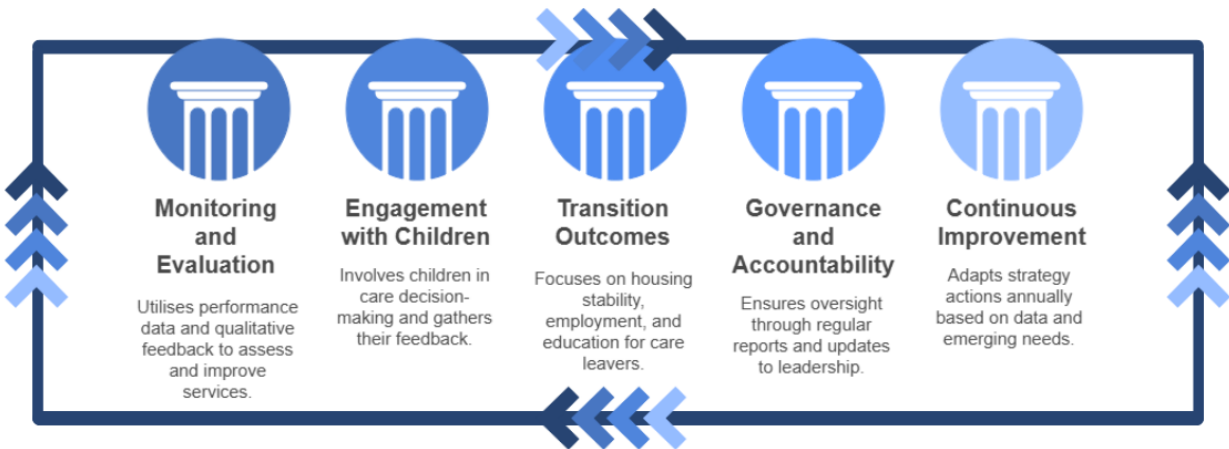 Monitoring
and
Evaluation
Utilises performance
data and qualitative
feedback to assess
and improve
services.
Engagement
with Children
Involves children in
care decision-
making and gathers
their feedback.
Transition
Outcomes
Focuses on housing
stability,
employment, and
education for care
leavers.
Governance
and
Accountability
Ensures oversight
through regular
reports and updates
to leadership.
Continuous
Improvement
Adapts strategy
actions annually
based on data and
emerging needs.